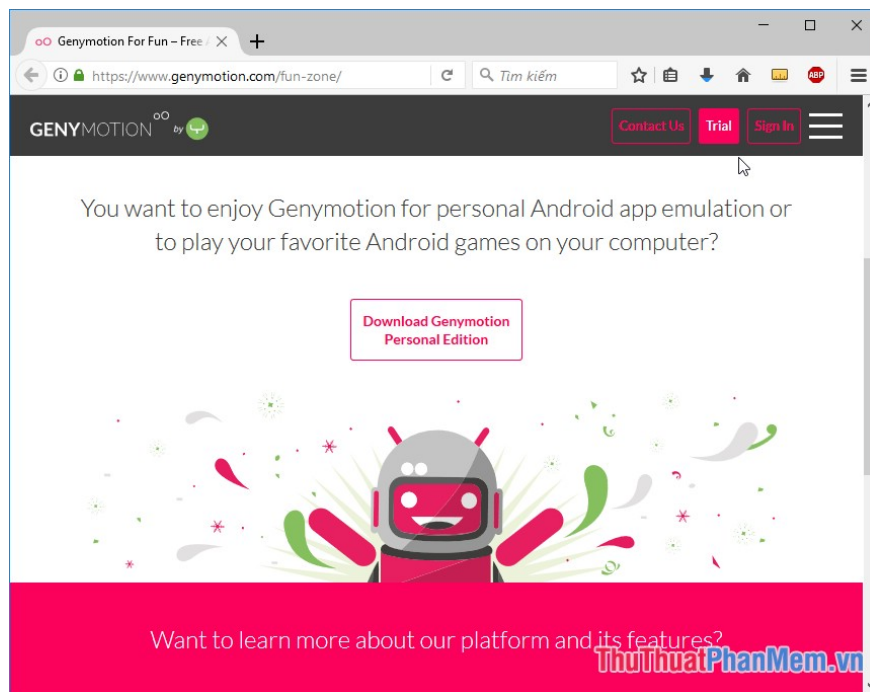 Genymotion For Fun – Free
https://www.genymotion.com/fun-zone/
Tìm kiếm
ABP
GENYMOTION by
Contact Us
Trial
Sign In
You want to enjoy Genymotion for personal Android app emulation or
to play your favorite Android games on your computer?
Download Genymotion
Personal Edition
Want to learn more about our platform and its features?
ThuThuatPhanMem.vn